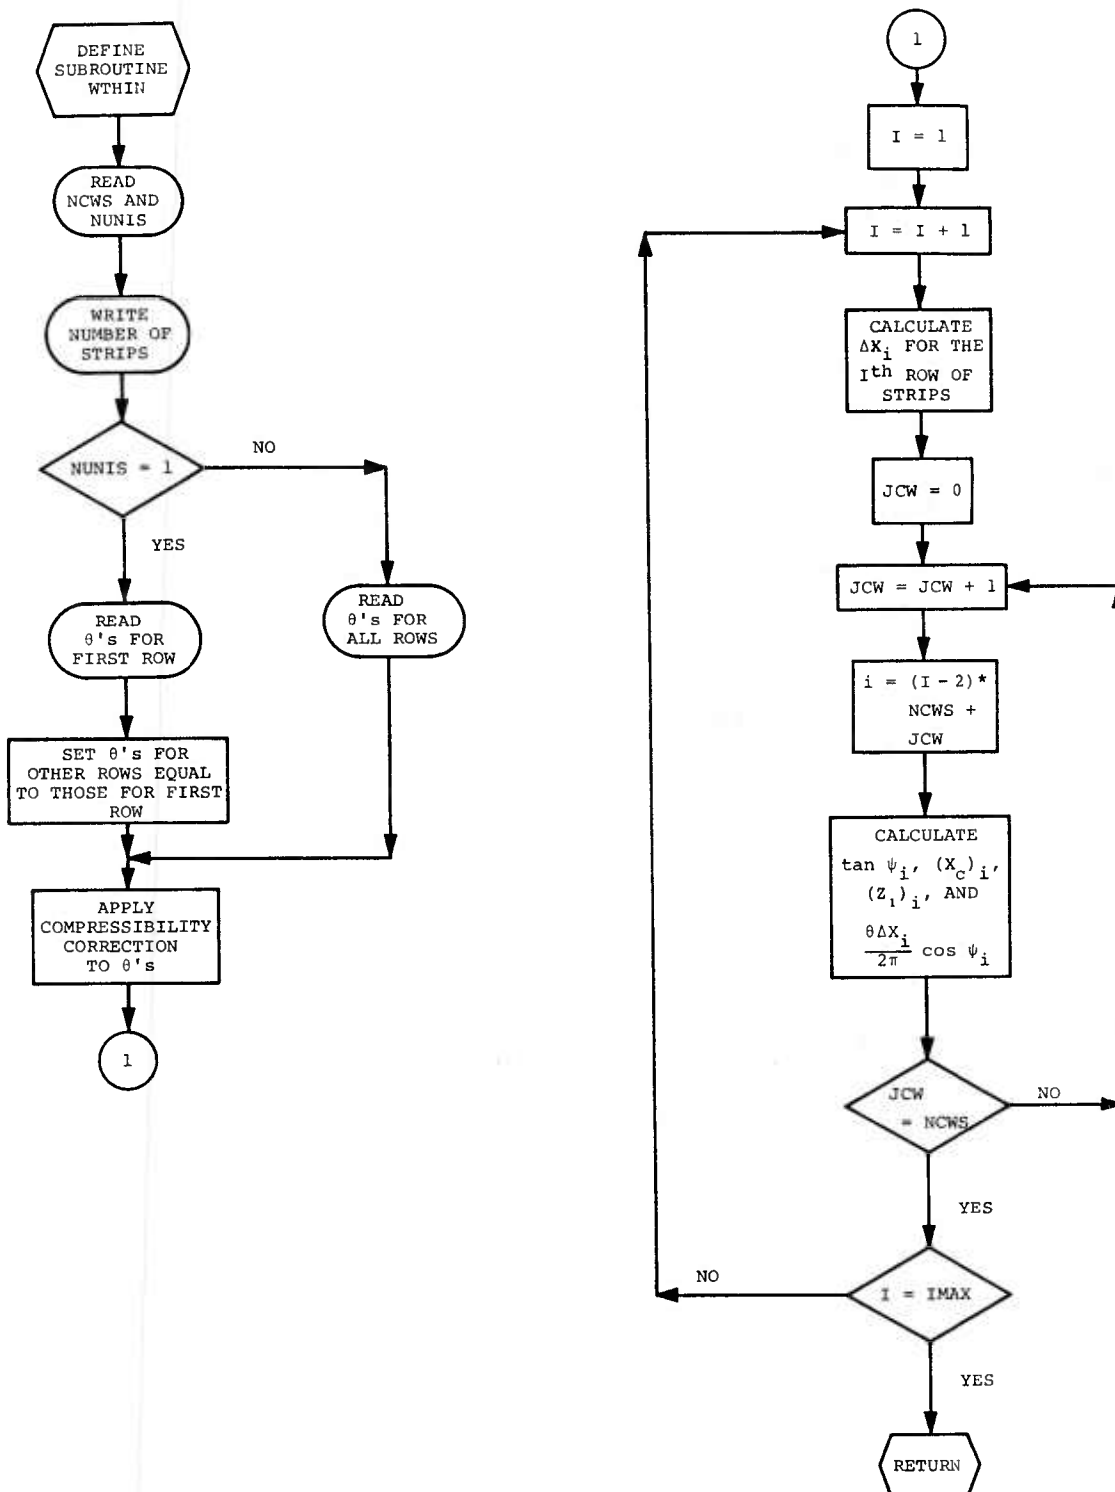 DEFINE
SUBROUTINE
WTHIN
READ
NCWS AND
NUNIS
WRITE
NUMBER OF
STRIPS
NUNIS = 1
NO
YES
READ
θ's FOR
FIRST ROW
READ
θ's FOR
ALL ROWS
SET θ's FOR
OTHER ROWS EQUAL
TO THOSE FOR FIRST
ROW
APPLY
COMPRESSIBILITY
CORRECTION
TO θ's
1
1
I = 1
I = I + 1
CALCULATE
ΔX_i FOR THE
I^th ROW OF
STRIPS
JCW = 0
JCW = JCW + 1
i = (I - 2)*
NCWS +
JCW
CALCULATE
tan ψ_i, (X_c)_i,
(Z_1)_i, AND
θΔX_i/2π cos ψ_i
JCW
= NCWS
NO
YES
I = IMAX
NO
YES
RETURN